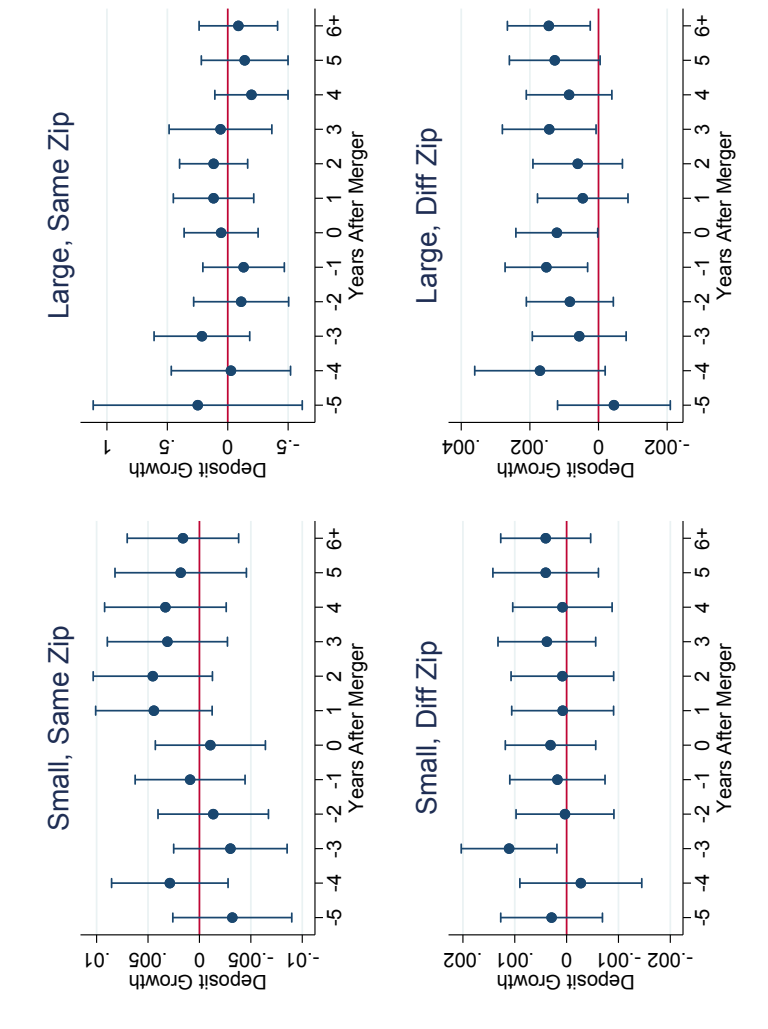 Small, Same Zip
Deposit Growth
.01
.005
0
-.005
-.01
-5 -4 -3 -2 -1 0 1 2 3 4 5 6+
Years After Merger
Large, Same Zip
Deposit Growth
1
.5
0
-.5
-5 -4 -3 -2 -1 0 1 2 3 4 5 6+
Years After Merger
Small, Diff Zip
Deposit Growth
.002
.001
0
-.001
-.002
-5 -4 -3 -2 -1 0 1 2 3 4 5 6+
Years After Merger
Large, Diff Zip
Deposit Growth
.004
.002
0
-.002
-5 -4 -3 -2 -1 0 1 2 3 4 5 6+
Years After Merger